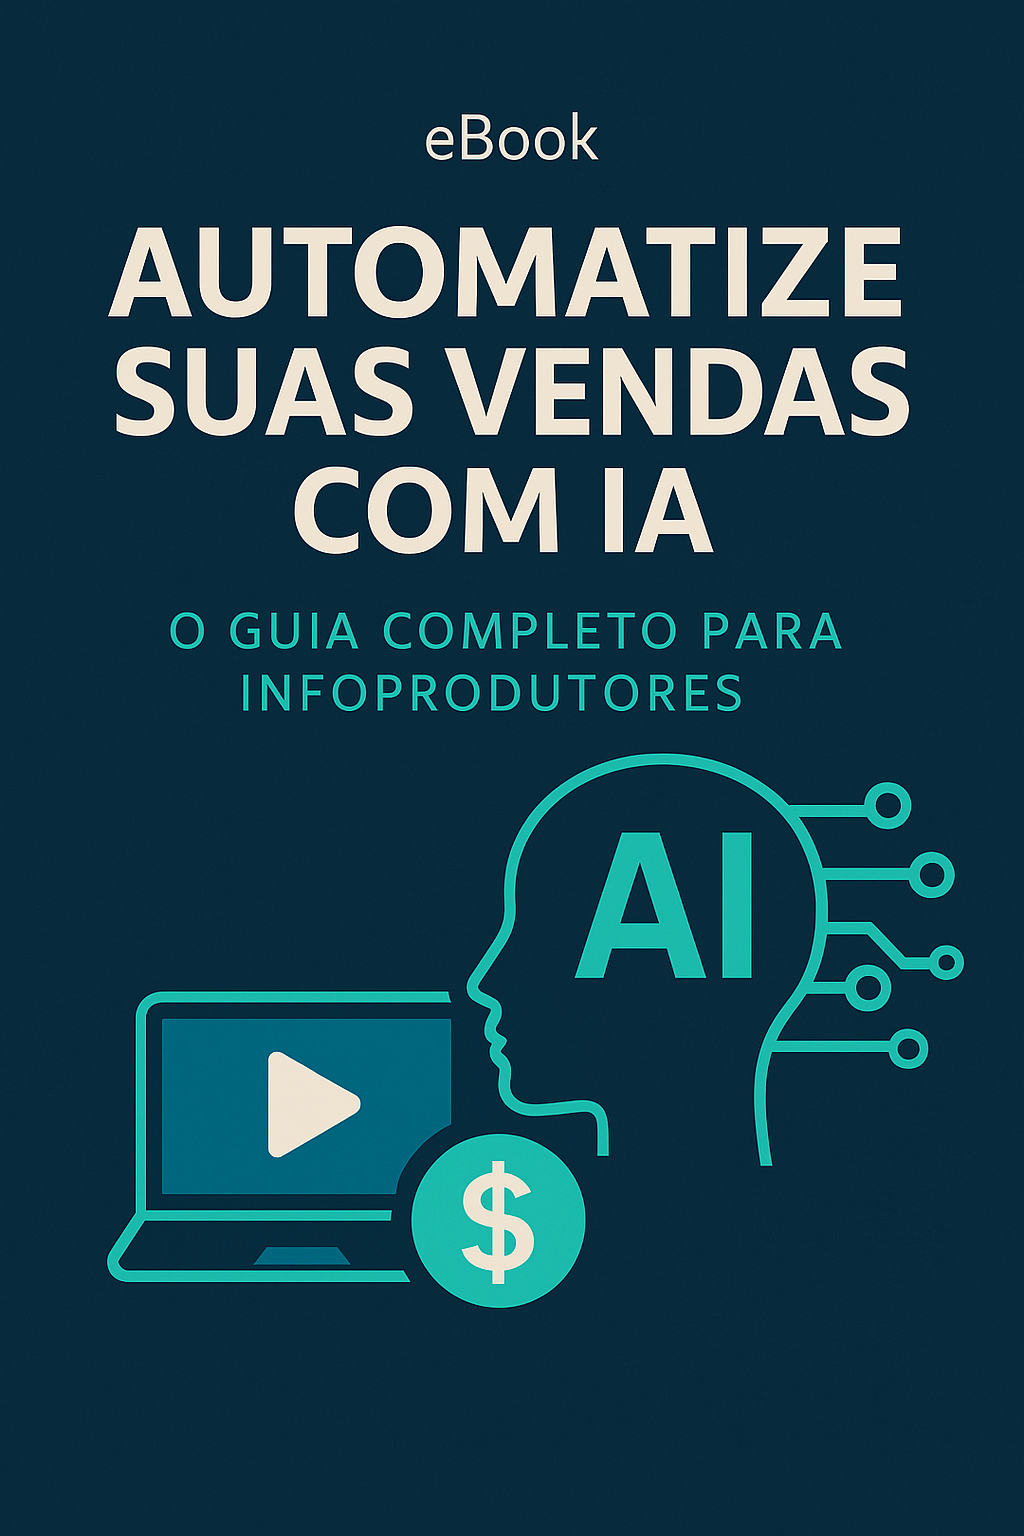 eBook
AUTOMATIZE
SUAS VENDAS
COM IA
O GUIA COMPLETO PARA
INFOPRODUTORES
AI
$